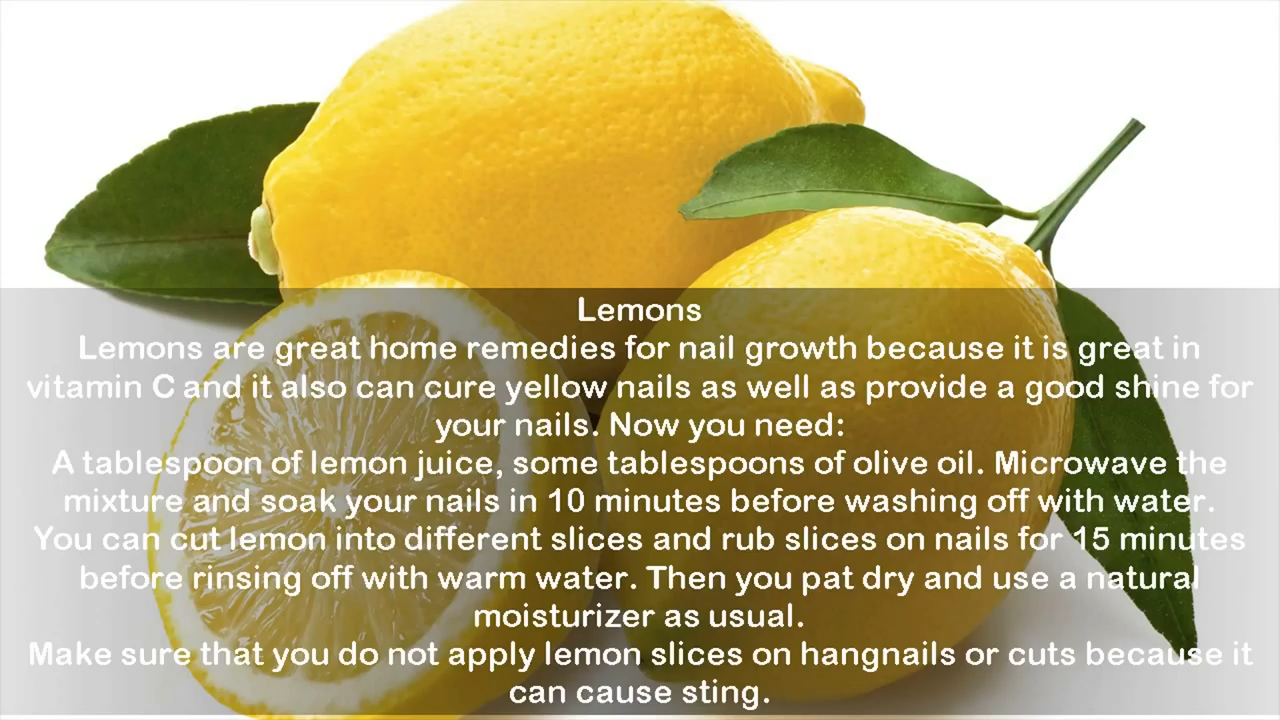 Lemons
Lemons are great home remedies for nail growth because it is great in
vitamin C and it also can cure yellow nails as well as provide a good shine for
your nails. Now you need:
A tablespoon of lemon juice, some tablespoons of olive oil. Microwave the
mixture and soak your nails in 10 minutes before washing off with water.
You can cut lemon into different slices and rub slices on nails for 15 minutes
before rinsing off with warm water. Then you pat dry and use a natural
moisturizer as usual.
Make sure that you do not apply lemon slices on hangnails or cuts because it
can cause sting.